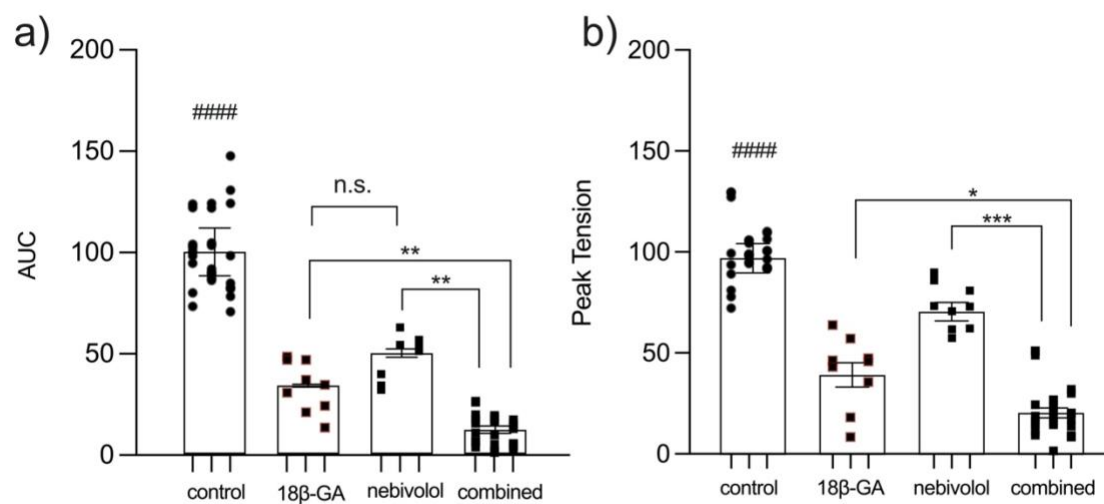 a)
AUC
200
150
100
50
0
####
n.s.
**
**
control
18β-GA
nebivolol
combined
b)
Peak Tension
200
150
100
50
0
####
*
***
control
18β-GA
nebivolol
combined